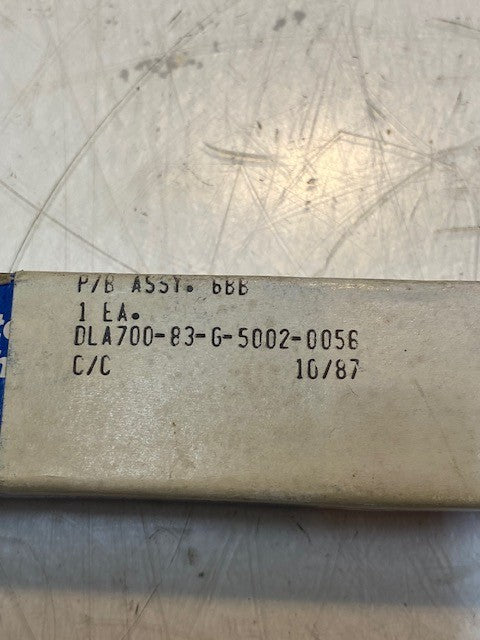 P/B ASSY. 6BB
1 EA.
DLA700-83-G-5002-0056
C/C 10/87